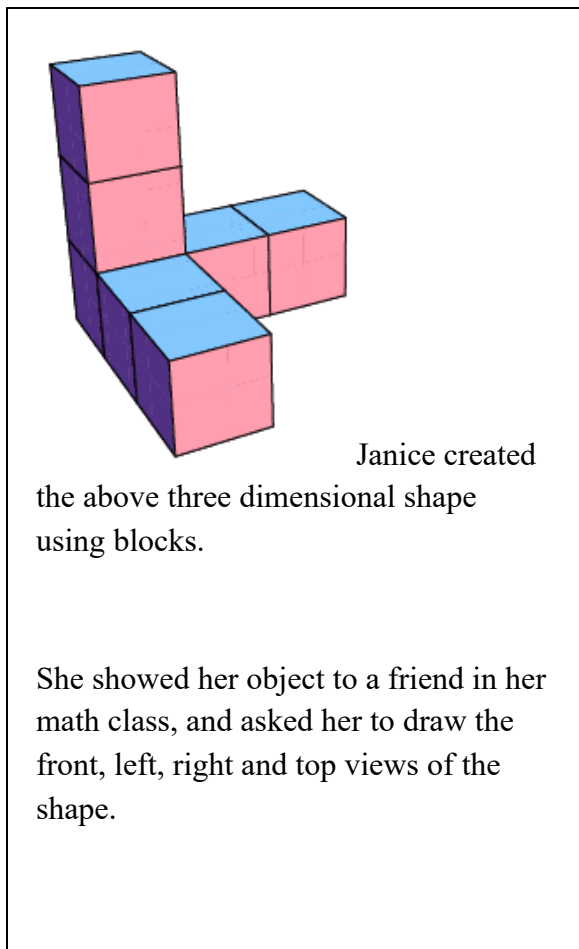 Janice created
the above three dimensional shape
using blocks.
She showed her object to a friend in her
math class, and asked her to draw the
front, left, right and top views of the
shape.